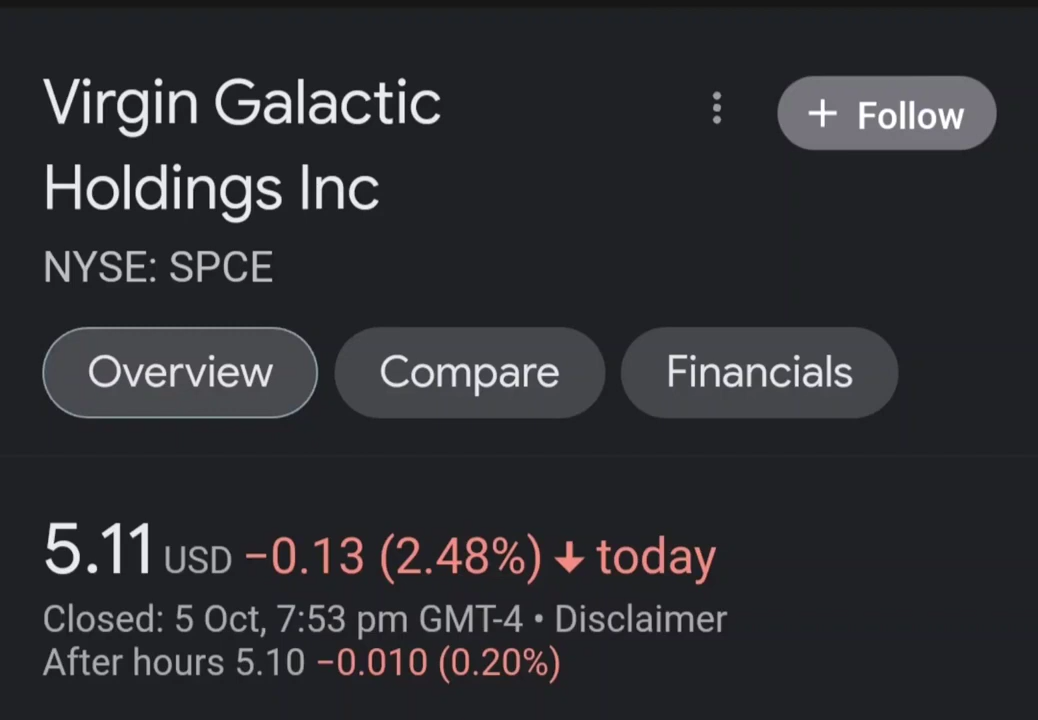 Virgin Galactic
Holdings Inc
+ Follow
NYSE: SPCE
Overview Compare Financials
5.11 USD −0.13 (2.48%) ↓ today
Closed: 5 Oct, 7:53 pm GMT-4 • Disclaimer
After hours 5.10 −0.010 (0.20%)